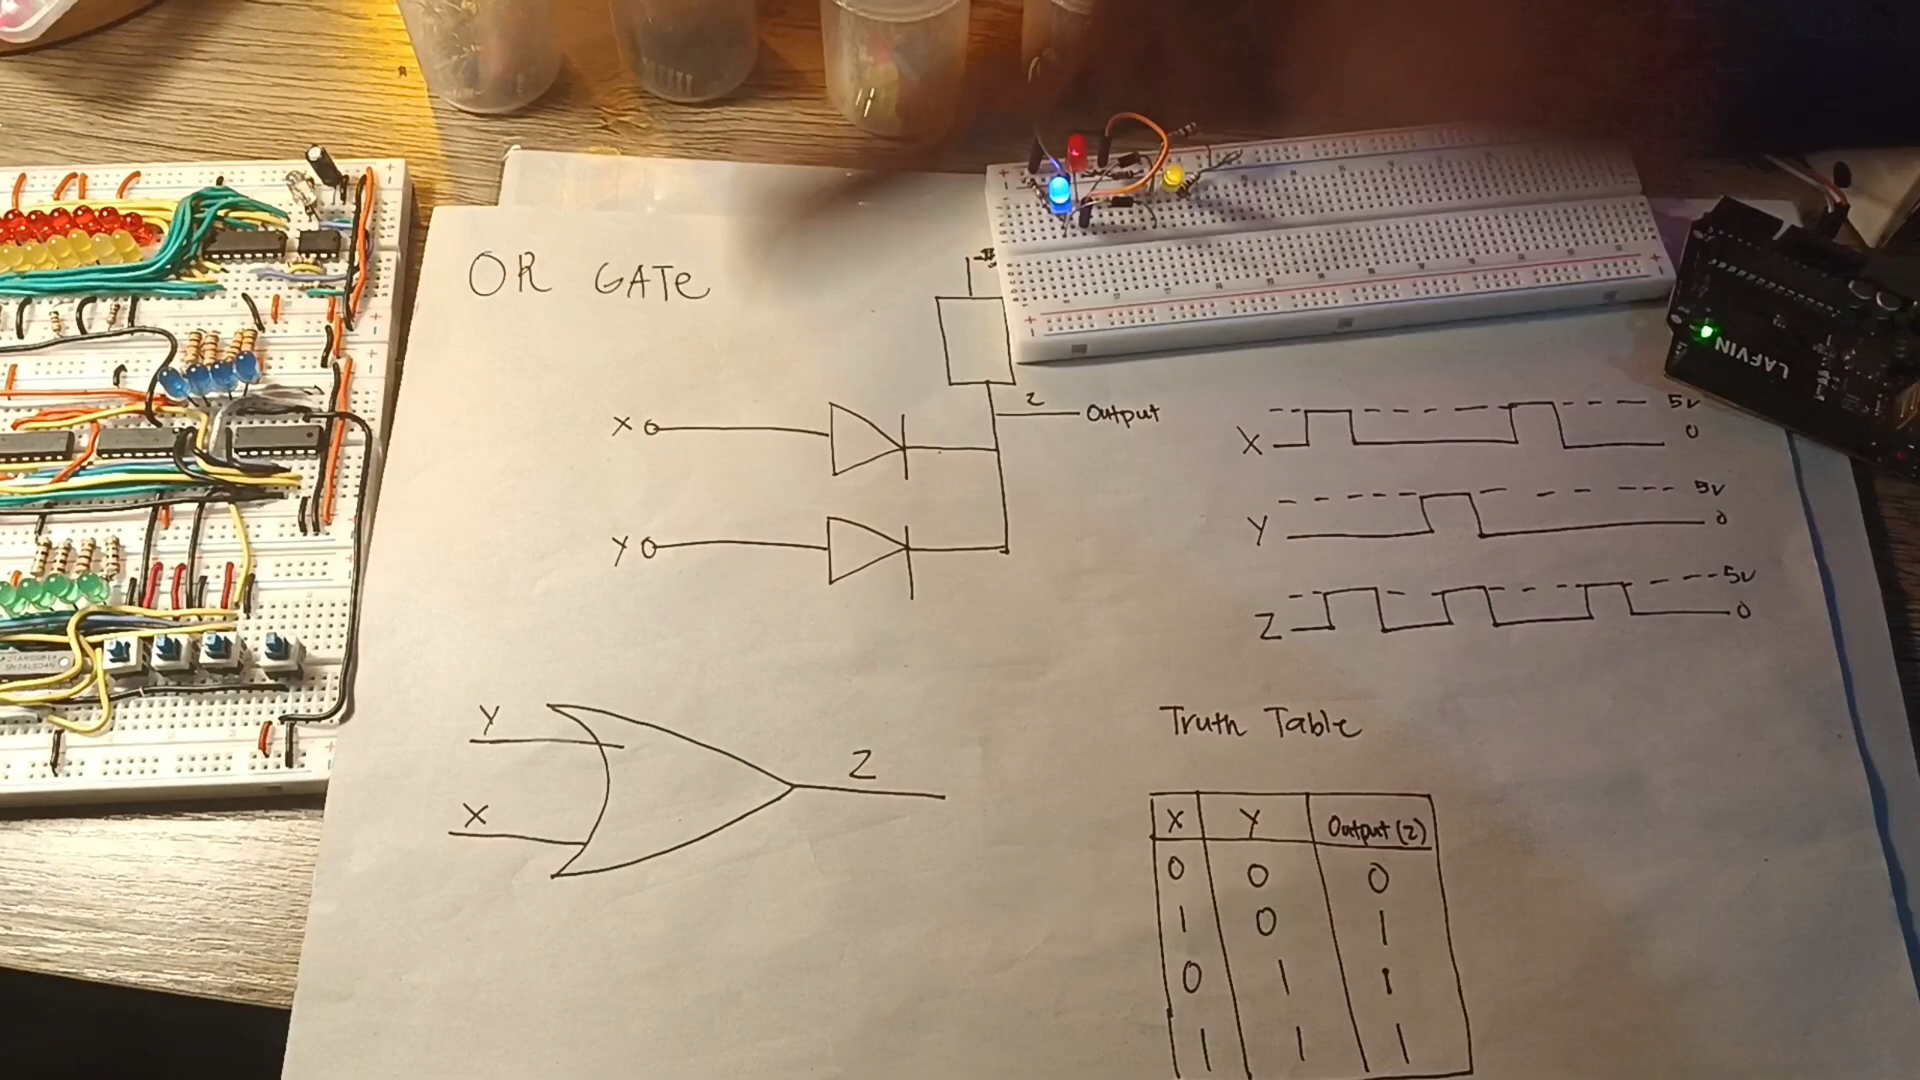 OR GATe
X
Y
Z
Output
X
5v
0
Y
5v
0
Z
5v
0
Y
X
Z
Truth Table
X Y Output (Z)
0 0 0
1 0 1
0 1 1
1 1 1
LAFVIN